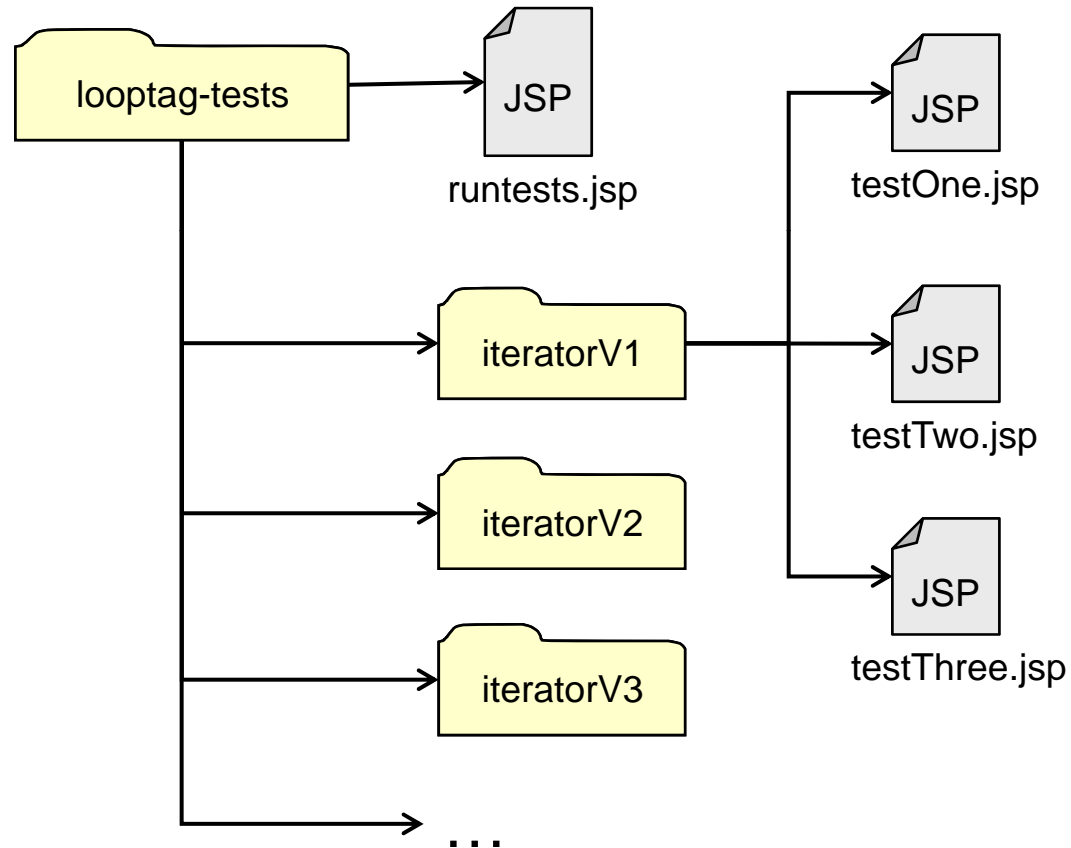 looptag-tests
JSP
runtests.jsp
JSP
testOne.jsp
iteratorV1
JSP
testTwo.jsp
iteratorV2
JSP
testThree.jsp
iteratorV3
...